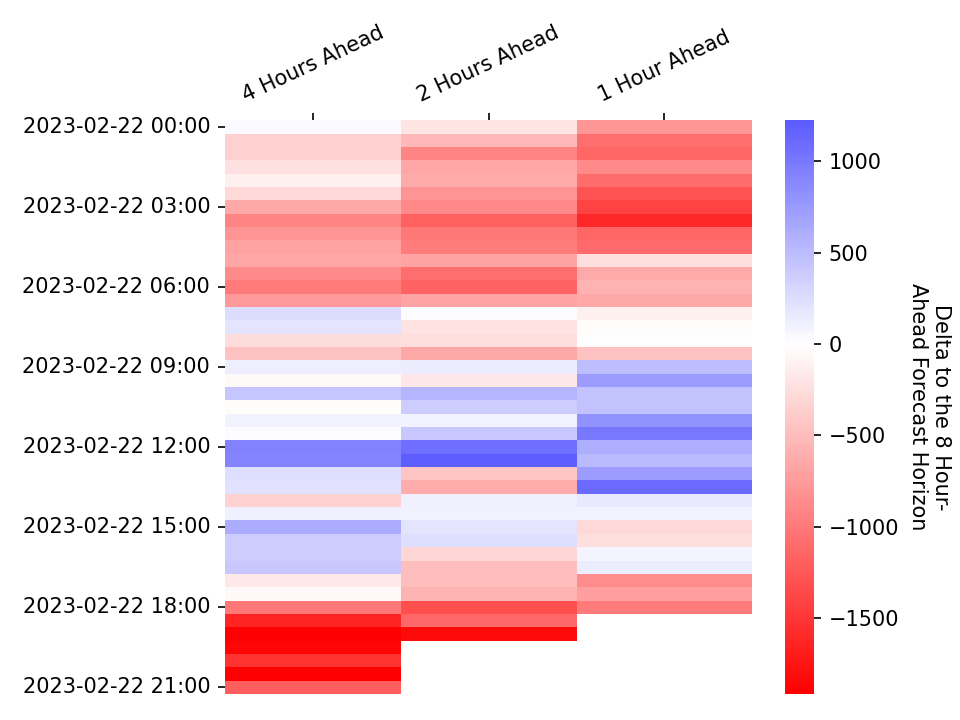 4 Hours Ahead
2 Hours Ahead
1 Hour Ahead
2023-02-22 00:00
2023-02-22 03:00
2023-02-22 06:00
2023-02-22 09:00
2023-02-22 12:00
2023-02-22 15:00
2023-02-22 18:00
2023-02-22 21:00
1000
500
0
−500
−1000
−1500
Delta to the 8 Hour-
Ahead Forecast Horizon